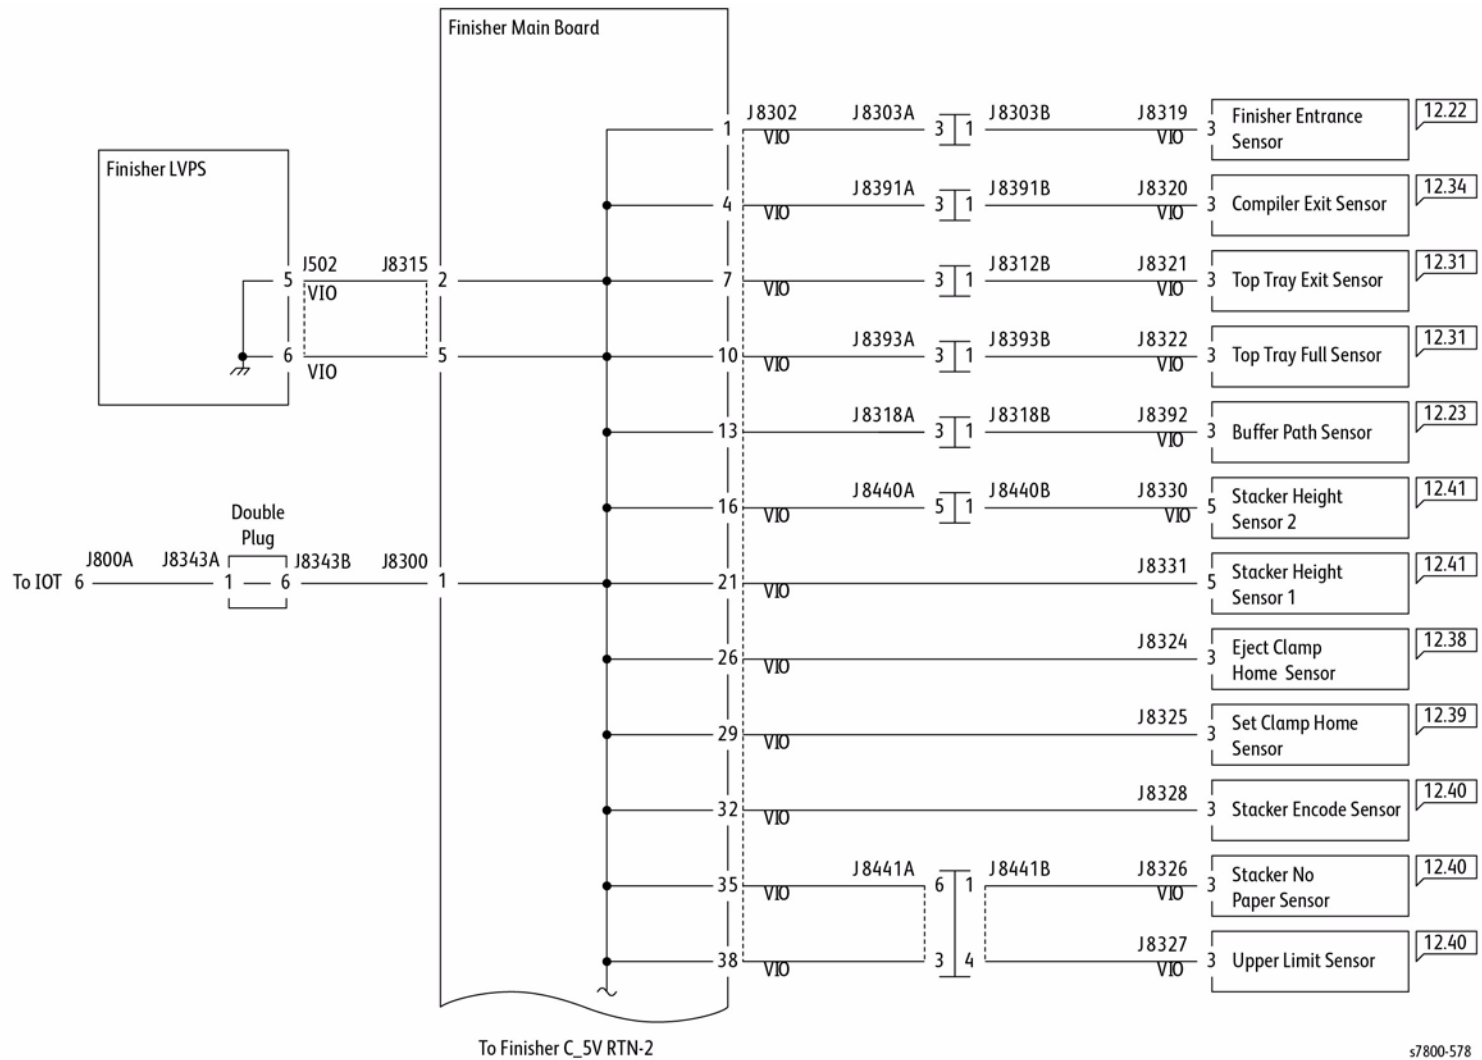 Finisher Main Board
J8302 J8303A J8303B J8319 Finisher Entrance 12.22
1 VIO 3 1 VIO 3 Sensor
Finisher LVPS
J8391A J8391B J8320 12.34
4 VIO 3 1 VIO 3 Compiler Exit Sensor
J502 J8315 J8312B J8321 12.31
5 VIO 2 7 VIO 3 1 VIO 3 Top Tray Exit Sensor
J8393A J8393B J8322 12.31
6 VIO 5 10 VIO 3 1 VIO 3 Top Tray Full Sensor
J8318A J8318B J8392 12.23
13 3 1 VIO 3 Buffer Path Sensor
J8440A J8440B J8330 Stacker Height 12.41
16 VIO 5 1 VIO 5 Sensor 2
Double
Plug
J800A J8343A J8343B J8300 J8331 Stacker Height 12.41
To IOT 6 1 6 1 21 VIO 5 Sensor 1
J8324 Eject Clamp 12.38
26 VIO 3 Home Sensor
J8325 Set Clamp Home 12.39
29 VIO 3 Sensor
J8328 12.40
32 VIO 3 Stacker Encode Sensor
J8441A J8441B J8326 Stacker No 12.40
35 VIO 6 1 VIO 3 Paper Sensor
J8327 12.40
38 VIO 3 4 VIO 3 Upper Limit Sensor
To Finisher C_5V RTN-2
s7800-578